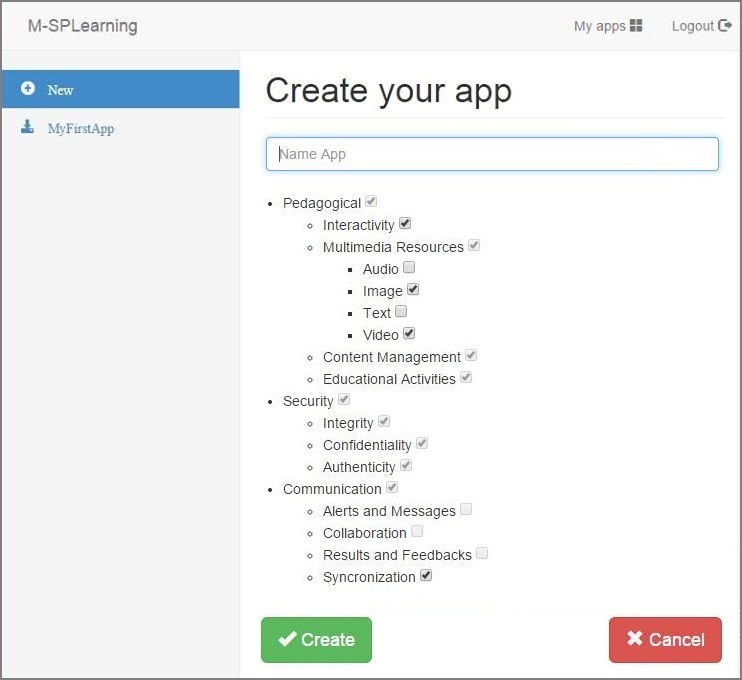 M-SPLearning
My apps
Logout
New
MyFirstApp
Create your app
Name App
Pedagogical
Interactivity
Multimedia Resources
Audio
Image
Text
Video
Content Management
Educational Activities
Security
Integrity
Confidentiality
Authenticity
Communication
Alerts and Messages
Collaboration
Results and Feedbacks
Syncronization
Create
Cancel